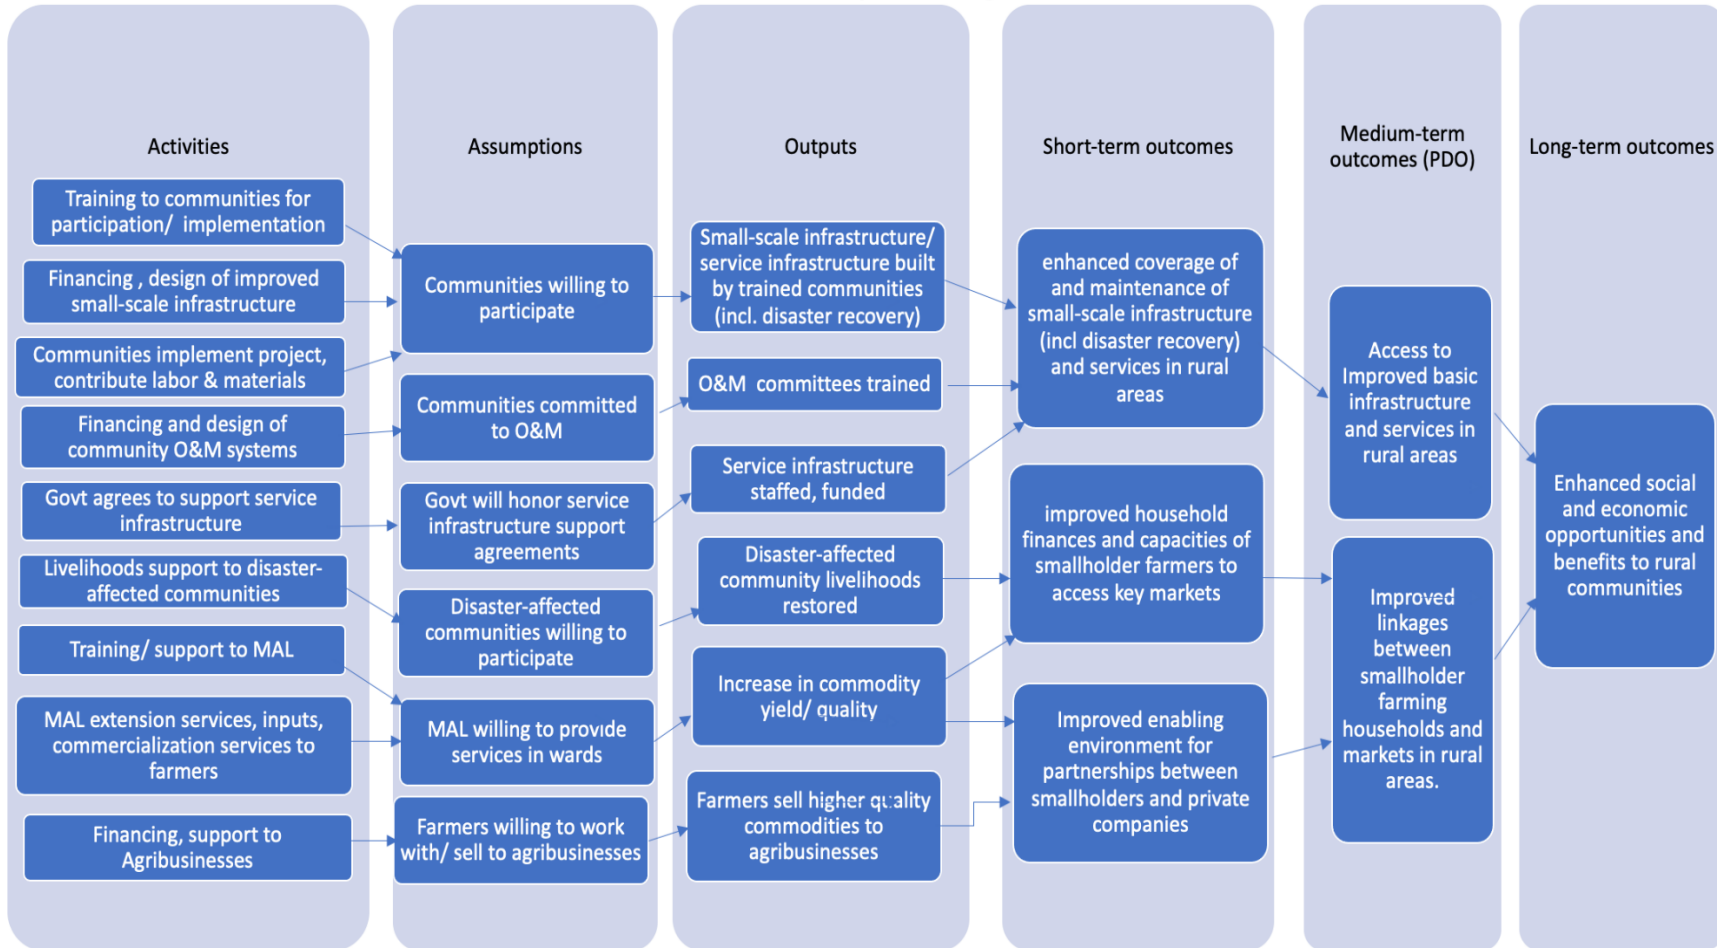 Activities
Training to communities for
participation/ implementation
Financing , design of improved
small-scale infrastructure
Communities implement project,
contribute labor & materials
Financing and design of
community O&M systems
Govt agrees to support service
infrastructure
Livelihoods support to disaster-
affected communities
Training/ support to MAL
MAL extension services, inputs,
commercialization services to
farmers
Financing, support to
Agribusinesses
Assumptions
Communities willing to
participate
Communities committed
to O&M
Govt will honor service
infrastructure support
agreements
Disaster-affected
communities willing to
participate
MAL willing to provide
services in wards
Farmers willing to work
with/ sell to agribusinesses
Outputs
Small-scale infrastructure/
service infrastructure built
by trained communities
(incl. disaster recovery)
O&M committees trained
Service infrastructure
staffed, funded
Disaster-affected
community livelihoods
restored
Increase in commodity
yield/ quality
Farmers sell higher quality
commodities to
agribusinesses
Short-term outcomes
enhanced coverage of
and maintenance of
small-scale infrastructure
(incl disaster recovery)
and services in rural
areas
improved household
finances and capacities of
smallholder farmers to
access key markets
Improved enabling
environment for
partnerships between
smallholders and private
companies
Medium-term
outcomes (PDO)
Access to
Improved basic
infrastructure
and services in
rural areas
Improved
linkages
between
smallholder
farming
households and
markets in rural
areas.
Long-term outcomes
Enhanced social
and economic
opportunities and
benefits to rural
communities